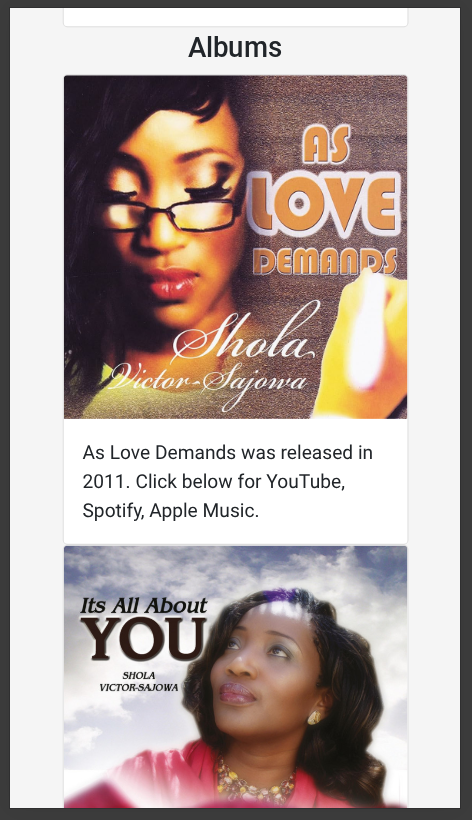 Albums
AS
LOVE
DEMANDS
Shola
Victor-Sajowa
As Love Demands was released in
2011. Click below for YouTube,
Spotify, Apple Music.
Its All About
YOU
SHOLA
VICTOR-SAJOWA